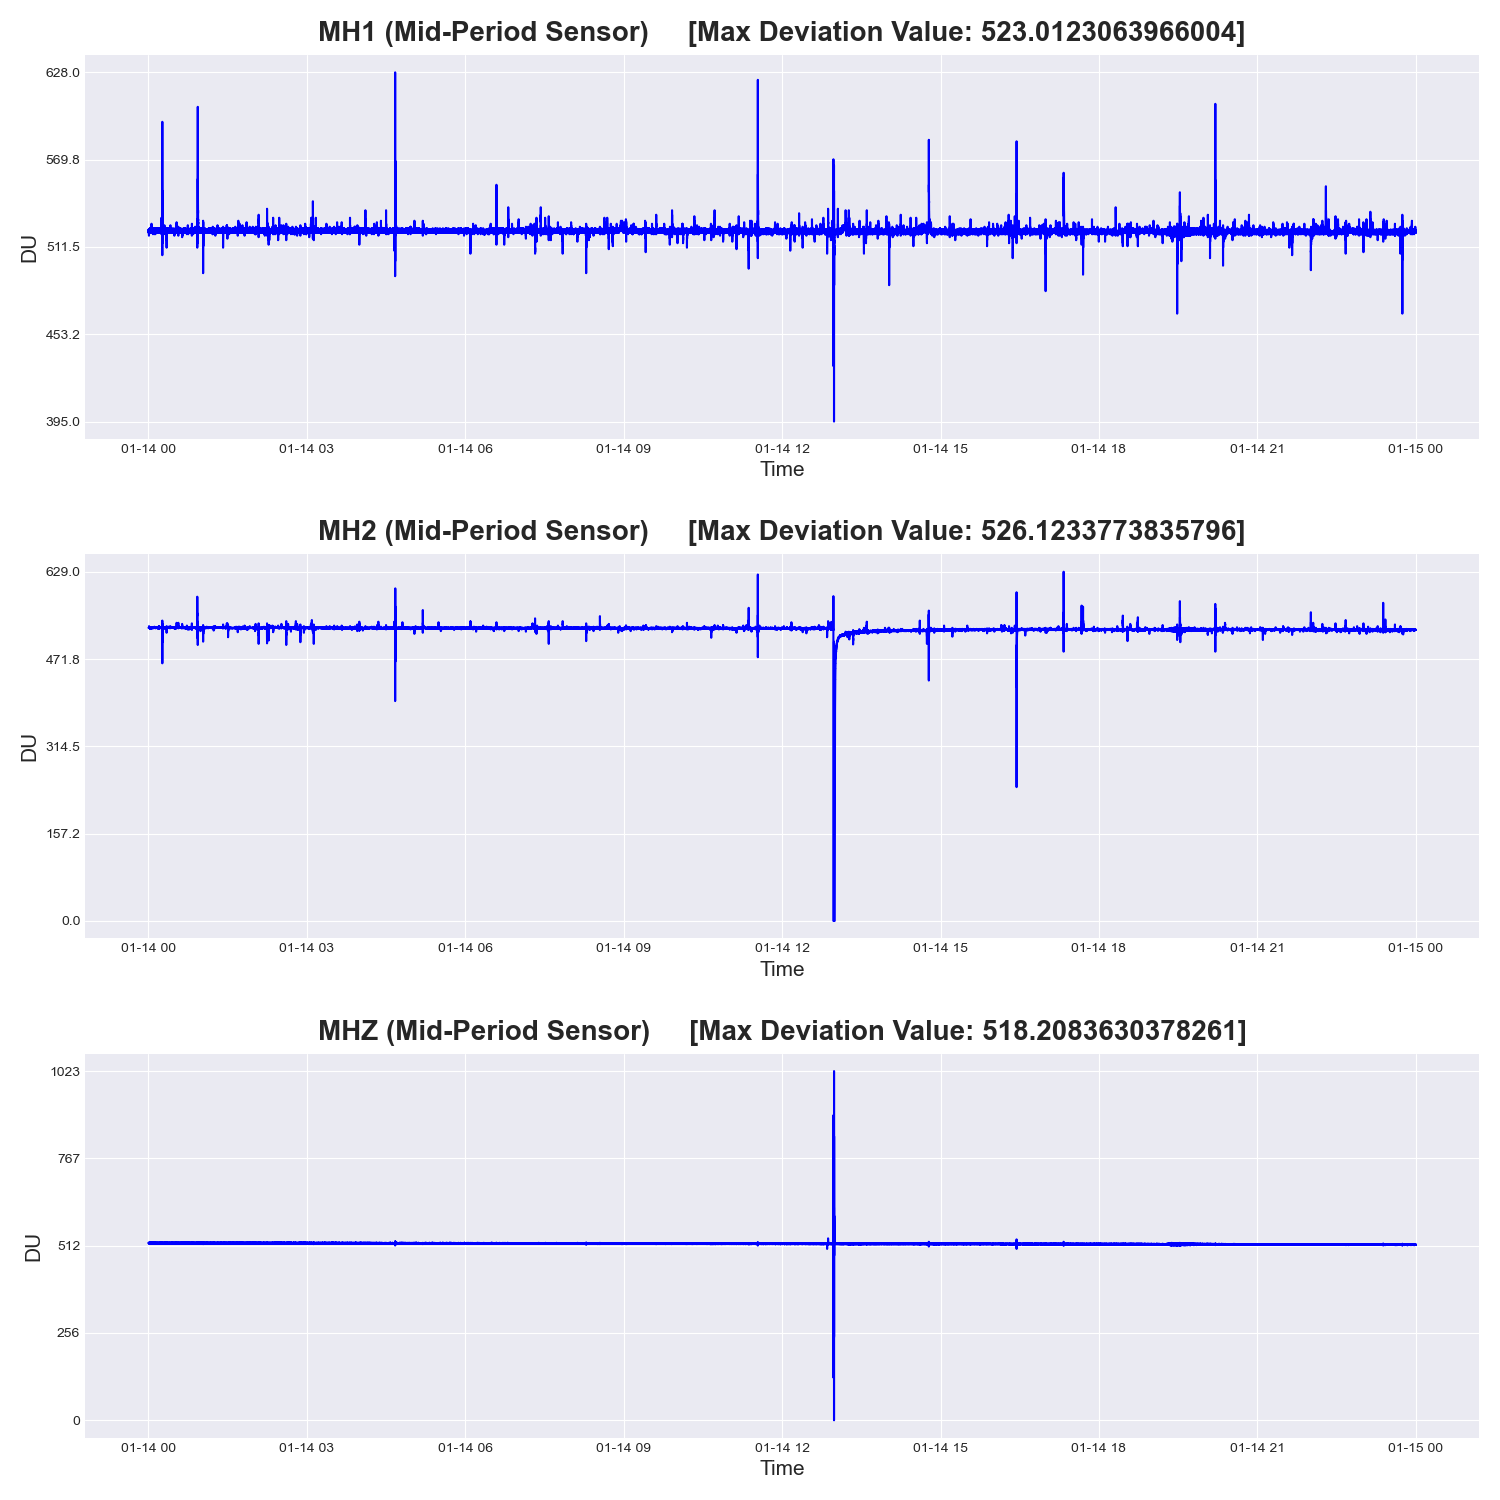 MH1 (Mid-Period Sensor) [Max Deviation Value: 523.0123063966004]
628.0
569.8
511.5
453.2
395.0
DU
01-14 00 01-14 03 01-14 06 01-14 09 01-14 12 01-14 15 01-14 18 01-14 21 01-15 00
Time
MH2 (Mid-Period Sensor) [Max Deviation Value: 526.1233773835796]
629.0
471.8
314.5
157.2
0.0
DU
01-14 00 01-14 03 01-14 06 01-14 09 01-14 12 01-14 15 01-14 18 01-14 21 01-15 00
Time
MHZ (Mid-Period Sensor) [Max Deviation Value: 518.2083630378261]
1023
767
512
256
0
DU
01-14 00 01-14 03 01-14 06 01-14 09 01-14 12 01-14 15 01-14 18 01-14 21 01-15 00
Time